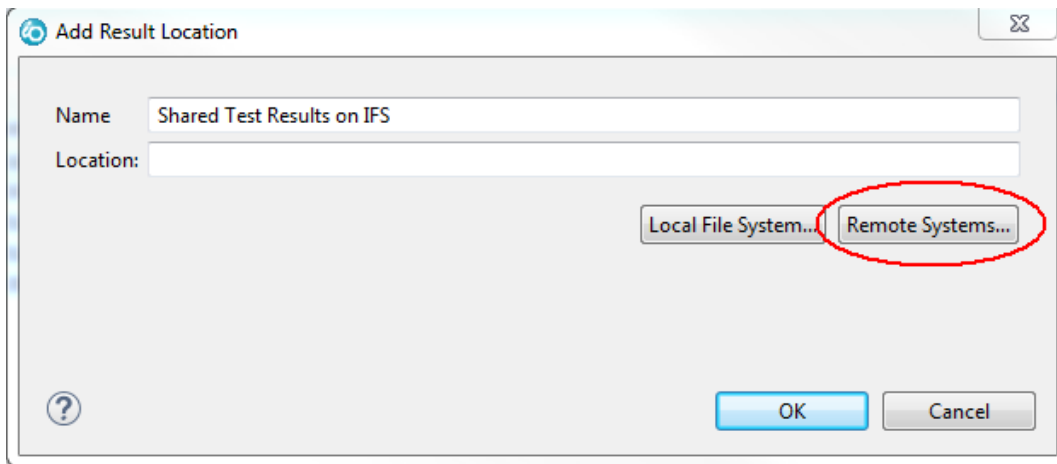 Add Result Location
Name Shared Test Results on IFS
Location:
Local File System... Remote Systems...
? OK Cancel